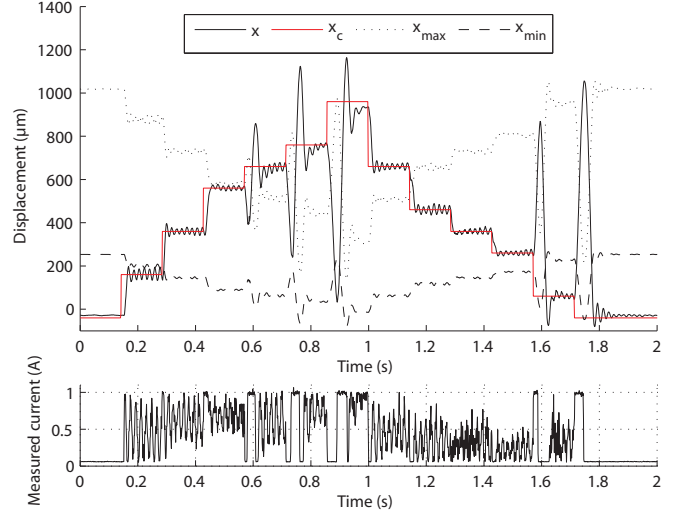 x x_c x_max x_min
1400
1200
1000
800
600
400
200
0
Displacement (μm)
0 0.2 0.4 0.6 0.8 1 1.2 1.4 1.6 1.8 2
Time (s)
1
0.5
0
Measured current (A)
0 0.2 0.4 0.6 0.8 1 1.2 1.4 1.6 1.8 2
Time (s)